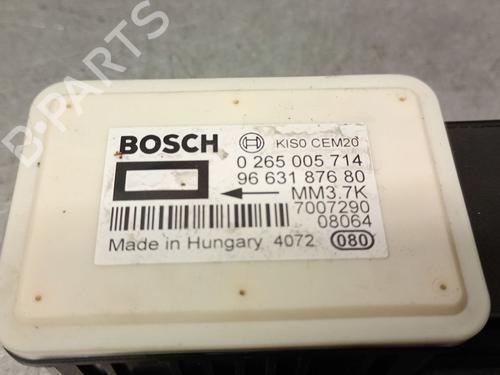 B-PARTS
BOSCH KIS0 CEM20
0 265 005 714
96 631 876 80
MM3.7K
7007290
08064
Made in Hungary 4072 080